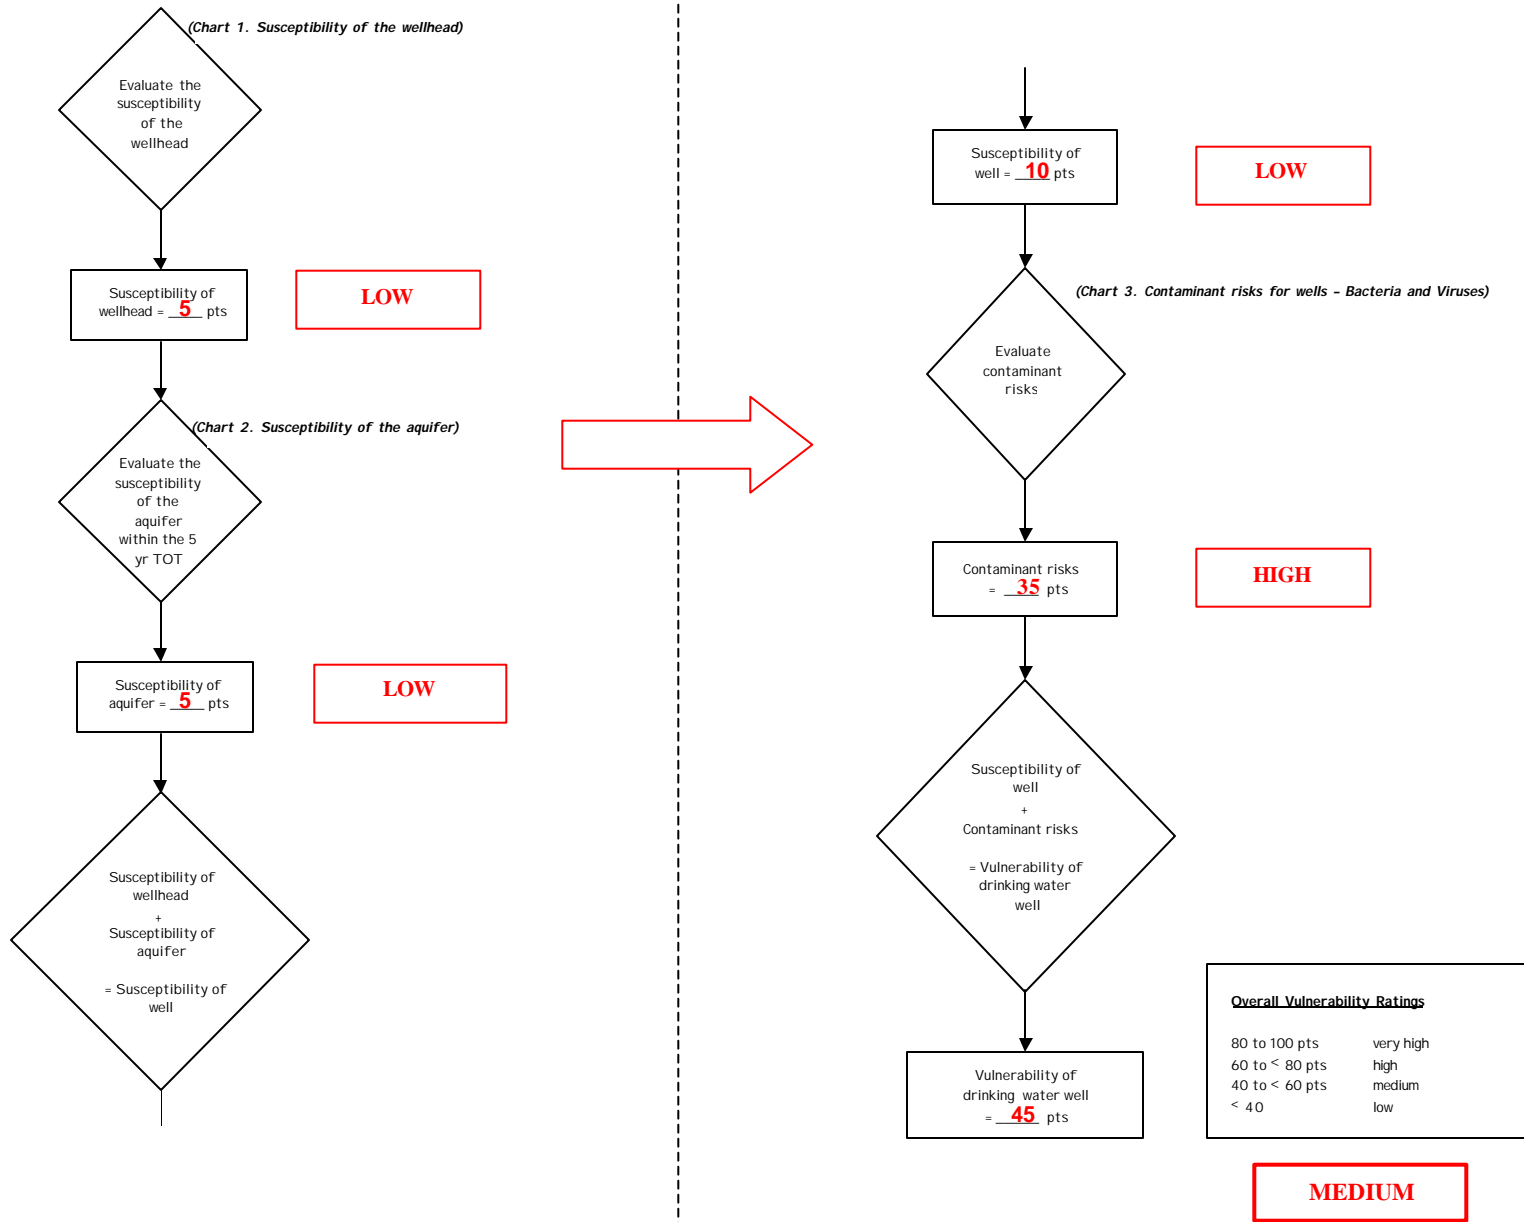 (Chart 1. Susceptibility of the wellhead)
Evaluate the
susceptibility
of the
wellhead
Susceptibility of
wellhead = 5 pts
LOW
(Chart 2. Susceptibility of the aquifer)
Evaluate the
susceptibility
of the
aquifer
within the 5
yr TOT
Susceptibility of
aquifer = 5 pts
LOW
Susceptibility of
wellhead
+
Susceptibility of
aquifer
= Susceptibility of
well
Susceptibility of
well = 10 pts
LOW
(Chart 3. Contaminant risks for wells – Bacteria and Viruses)
Evaluate
contaminant
risks
Contaminant risks
= 35 pts
HIGH
Susceptibility of
well
+
Contaminant risks
= Vulnerability of
drinking water
well
Vulnerability of
drinking water well
= 45 pts
Overall Vulnerability Ratings
80 to 100 pts very high
60 to < 80 pts high
40 to < 60 pts medium
< 40 low
MEDIUM